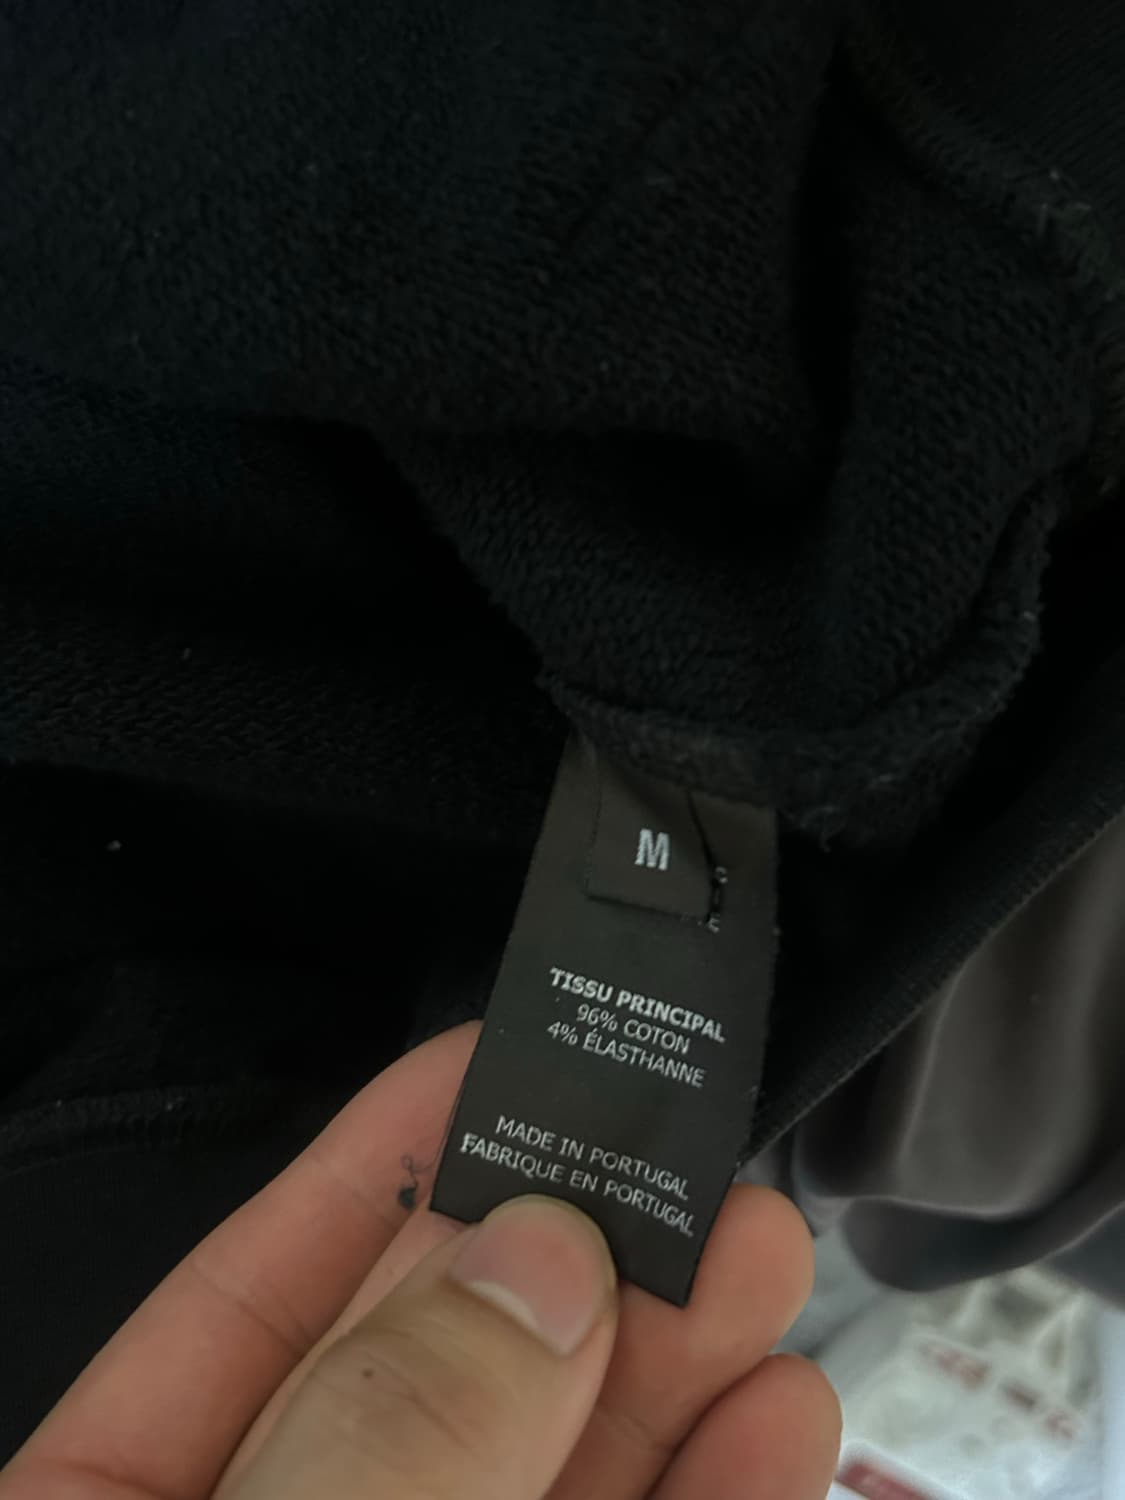 M
TISSU PRINCIPAL
96% COTON
4% ÉLASTHANNE
MADE IN PORTUGAL
FABRIQUE EN PORTUGAL